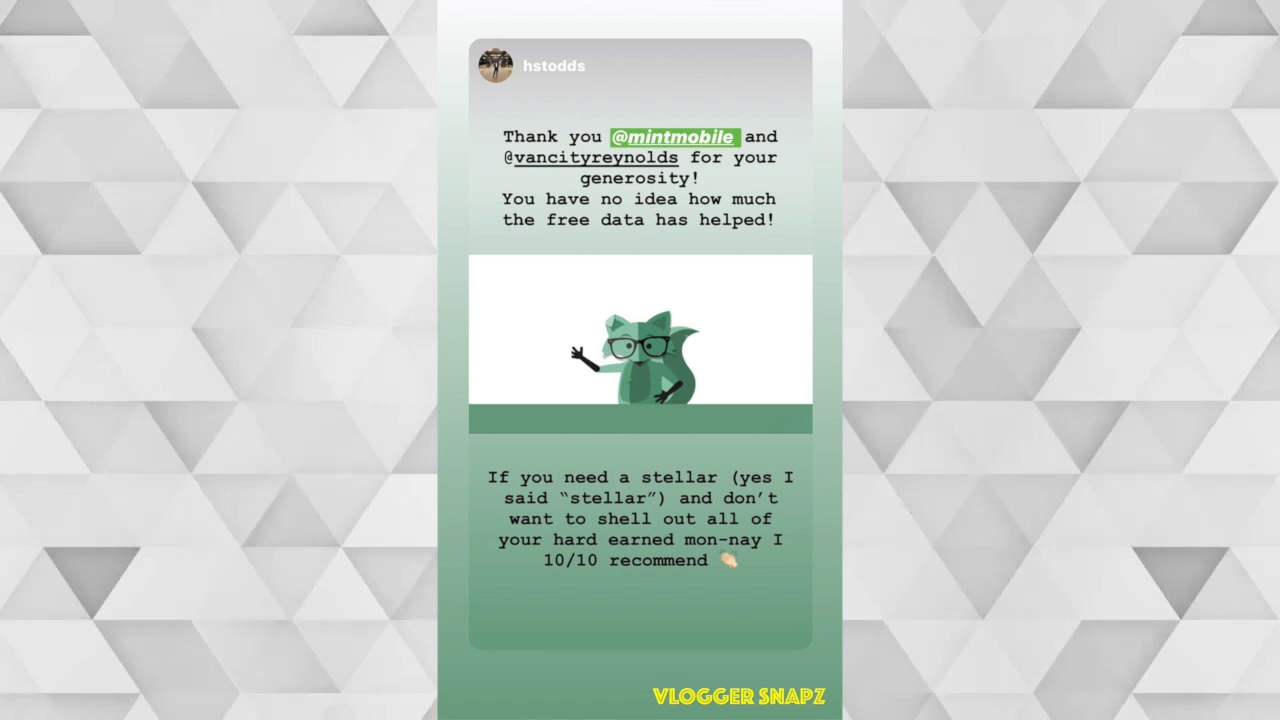 hstodds
Thank you @mintmobile and
@vancityreynolds for your
generosity!
You have no idea how much
the free data has helped!
If you need a stellar (yes I
said “stellar”) and don’t
want to shell out all of
your hard earned mon-nay I
10/10 recommend 👏🏻
VLOGGER SNAPZ